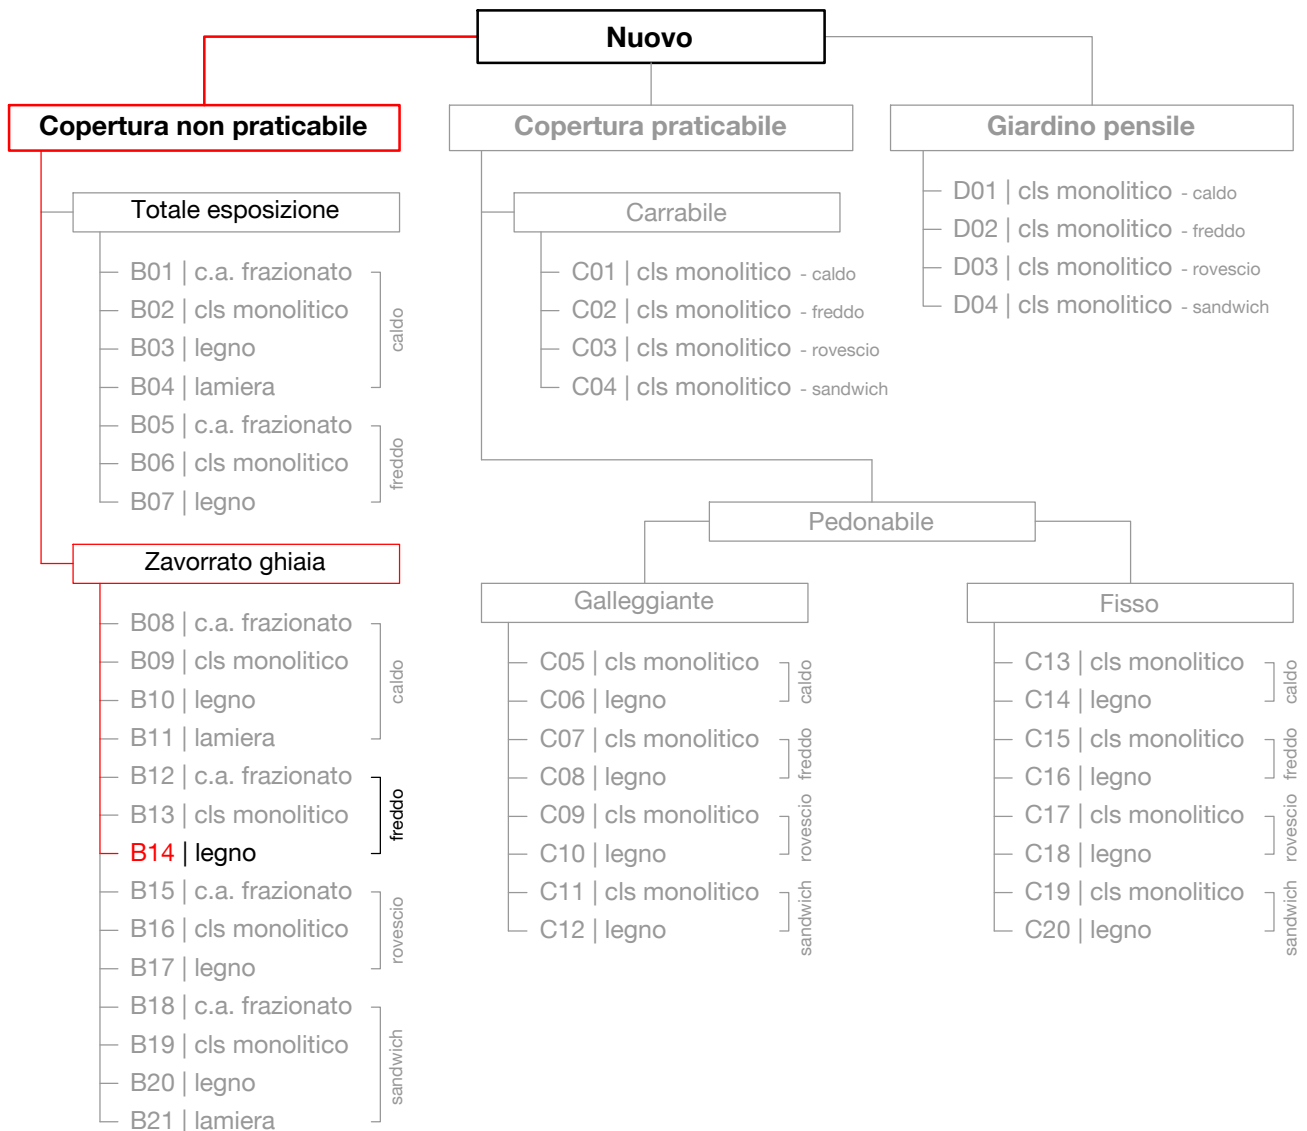 Nuovo
Copertura non praticabile
Totale esposizione
B01 | c.a. frazionato
B02 | cls monolitico
B03 | legno
B04 | lamiera
caldo
B05 | c.a. frazionato
B06 | cls monolitico
B07 | legno
freddo
Zavorrato ghiaia
B08 | c.a. frazionato
B09 | cls monolitico
B10 | legno
B11 | lamiera
caldo
B12 | c.a. frazionato
B13 | cls monolitico
B14 | legno
freddo
B15 | c.a. frazionato
B16 | cls monolitico
B17 | legno
rovescio
B18 | c.a. frazionato
B19 | cls monolitico
B20 | legno
B21 | lamiera
sandwich
Copertura praticabile
Carrabile
C01 | cls monolitico - caldo
C02 | cls monolitico - freddo
C03 | cls monolitico - rovescio
C04 | cls monolitico - sandwich
Pedonabile
Galleggiante
C05 | cls monolitico
C06 | legno
caldo
C07 | cls monolitico
C08 | legno
freddo
C09 | cls monolitico
C10 | legno
rovescio
C11 | cls monolitico
C12 | legno
sandwich
Fisso
C13 | cls monolitico
C14 | legno
caldo
C15 | cls monolitico
C16 | legno
freddo
C17 | cls monolitico
C18 | legno
rovescio
C19 | cls monolitico
C20 | legno
sandwich
Giardino pensile
D01 | cls monolitico - caldo
D02 | cls monolitico - freddo
D03 | cls monolitico - rovescio
D04 | cls monolitico - sandwich